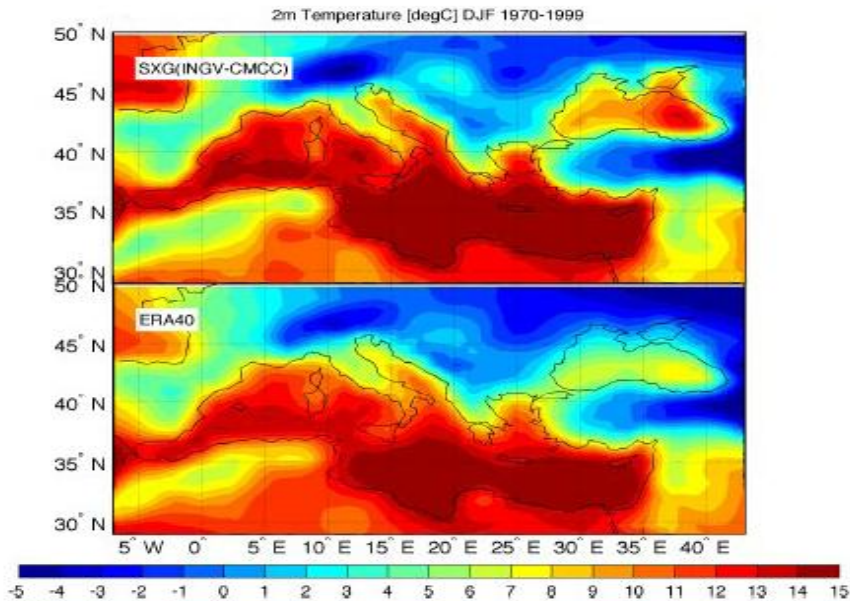 2m Temperature [degC] DJF 1970-1999
50° N
SXG(INGV-CMCC)
45° N
40° N
35° N
30° N
50° N
ERA40
45° N
40° N
35° N
30° N
5° W 0° 5° E 10° E 15° E 20° E 25° E 30° E 35° E 40° E
-5 -4 -3 -2 -1 0 1 2 3 4 5 6 7 8 9 10 11 12 13 14 15